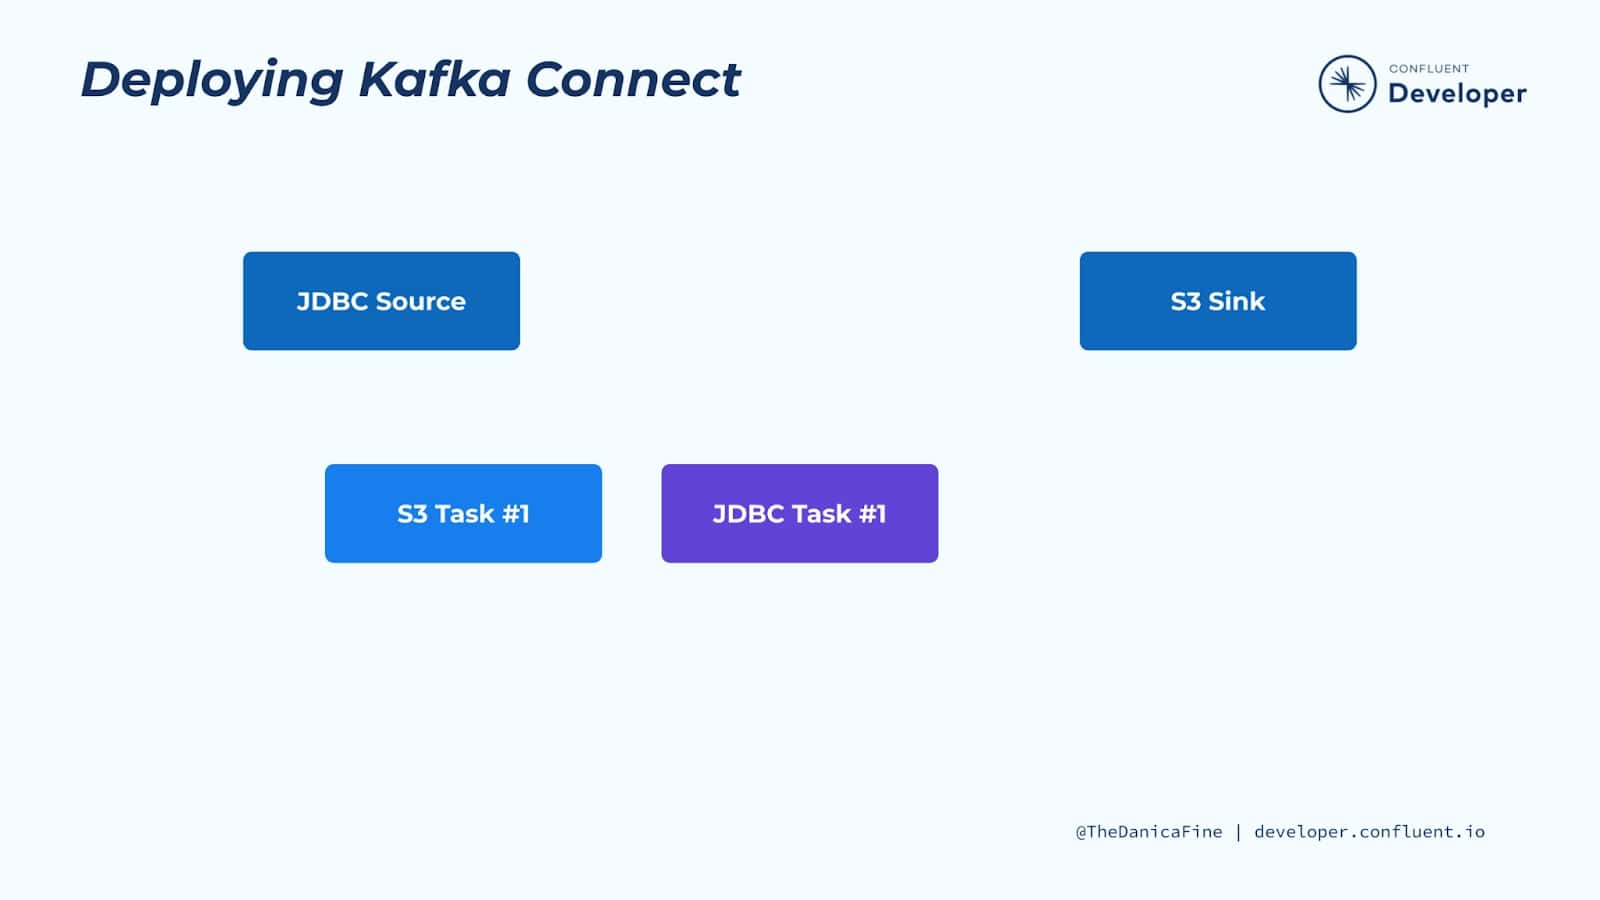 Deploying Kafka Connect
CONFLUENT
Developer
JDBC Source
S3 Sink
S3 Task #1
JDBC Task #1
@TheDanicaFine | developer.confluent.io